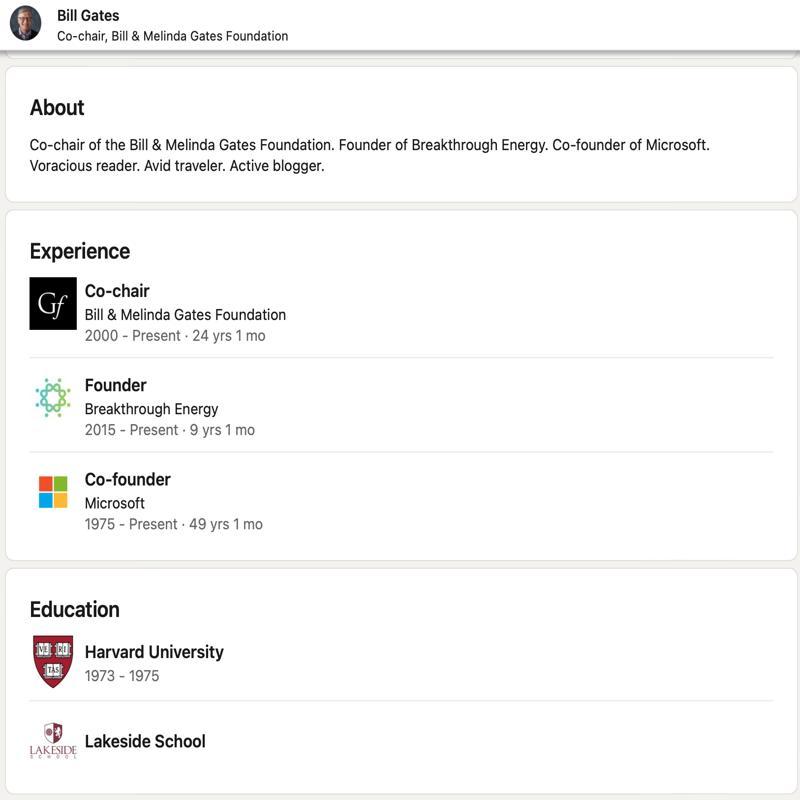 Bill Gates
Co-chair, Bill & Melinda Gates Foundation
About
Co-chair of the Bill & Melinda Gates Foundation. Founder of Breakthrough Energy. Co-founder of Microsoft.
Voracious reader. Avid traveler. Active blogger.
Experience
Gf
Co-chair
Bill & Melinda Gates Foundation
2000 - Present · 24 yrs 1 mo
Founder
Breakthrough Energy
2015 - Present · 9 yrs 1 mo
Co-founder
Microsoft
1975 - Present · 49 yrs 1 mo
Education
VE RI
TAS
Harvard University
1973 - 1975
LAKESIDE
SCHOOL
Lakeside School